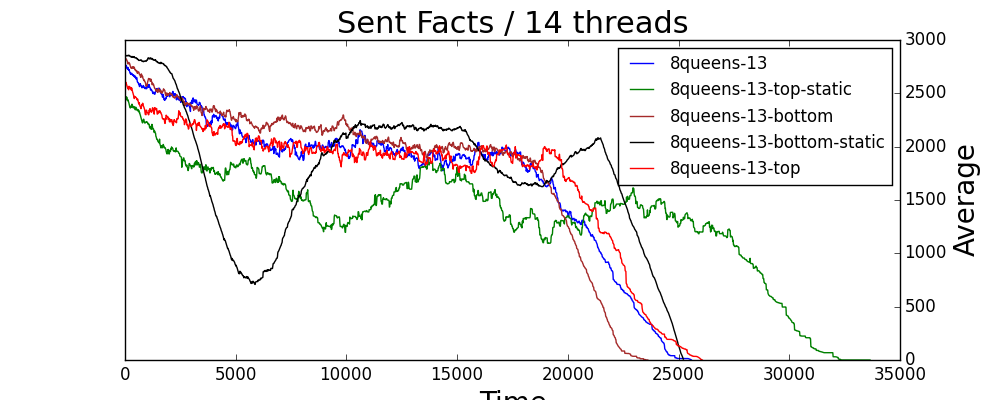 Sent Facts / 14 threads
8queens-13
8queens-13-top-static
8queens-13-bottom
8queens-13-bottom-static
8queens-13-top
3000
2500
2000
1500
1000
500
0
Average
0 5000 10000 15000 20000 25000 30000 35000
Time